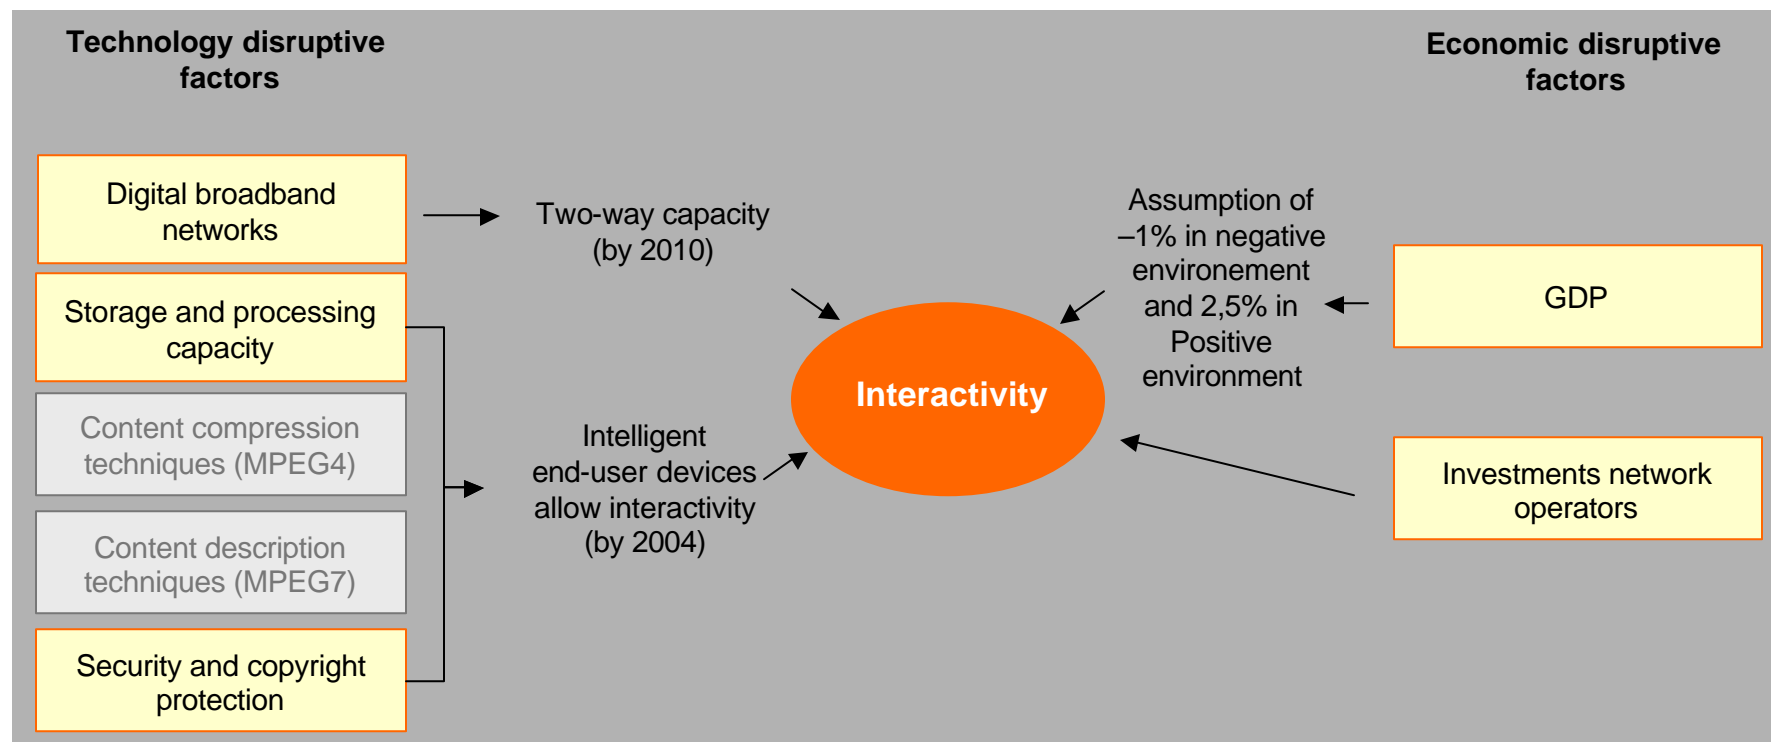 Technology disruptive
factors
Economic disruptive
factors
Digital broadband
networks
Storage and processing
capacity
Content compression
techniques (MPEG4)
Content description
techniques (MPEG7)
Security and copyright
protection
Two-way capacity
(by 2010)
Intelligent
end-user devices
allow interactivity
(by 2004)
Interactivity
Assumption of
–1% in negative
environement
and 2,5% in
Positive
environment
GDP
Investments network
operators